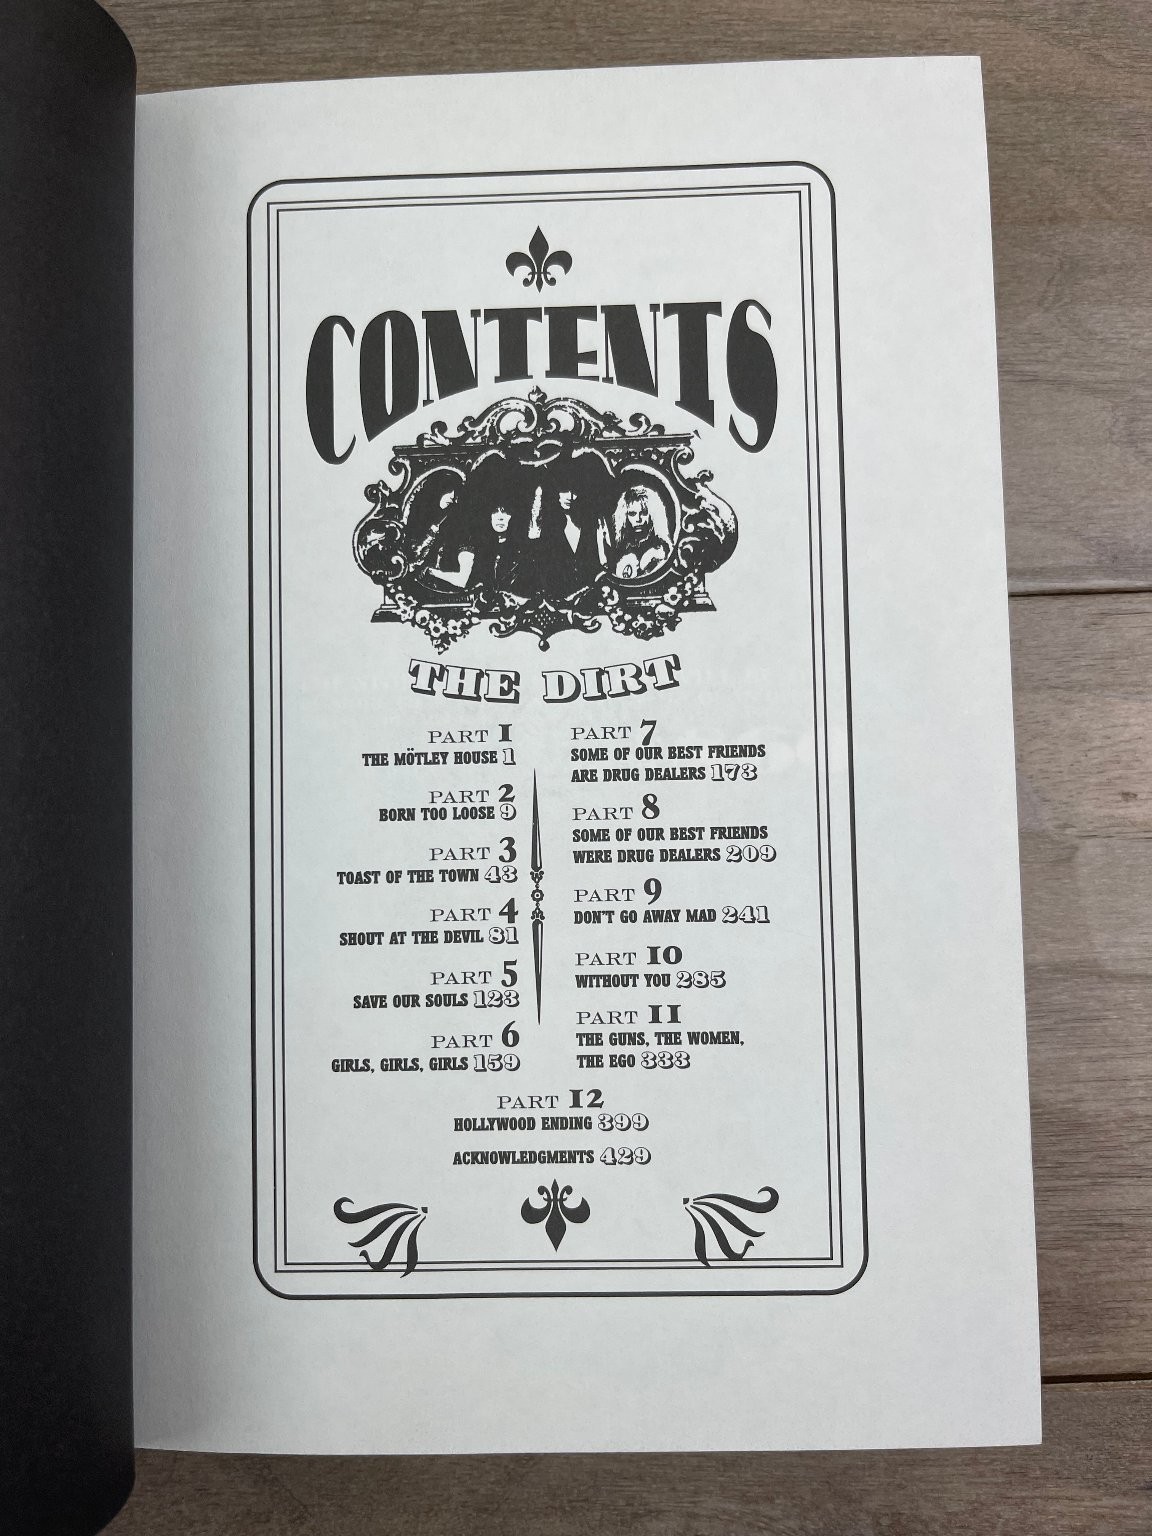 CONTENTS
THE DIRT
PART 1
THE MÖTLEY HOUSE 1
PART 2
BORN TOO LOOSE 9
PART 3
TOAST OF THE TOWN 43
PART 4
SHOUT AT THE DEVIL 81
PART 5
SAVE OUR SOULS 123
PART 6
GIRLS, GIRLS, GIRLS 159
PART 7
SOME OF OUR BEST FRIENDS
ARE DRUG DEALERS 173
PART 8
SOME OF OUR BEST FRIENDS
WERE DRUG DEALERS 209
PART 9
DON'T GO AWAY MAD 241
PART 10
WITHOUT YOU 285
PART 11
THE GUNS, THE WOMEN,
THE EGO 333
PART 12
HOLLYWOOD ENDING 399
ACKNOWLEDGMENTS 429